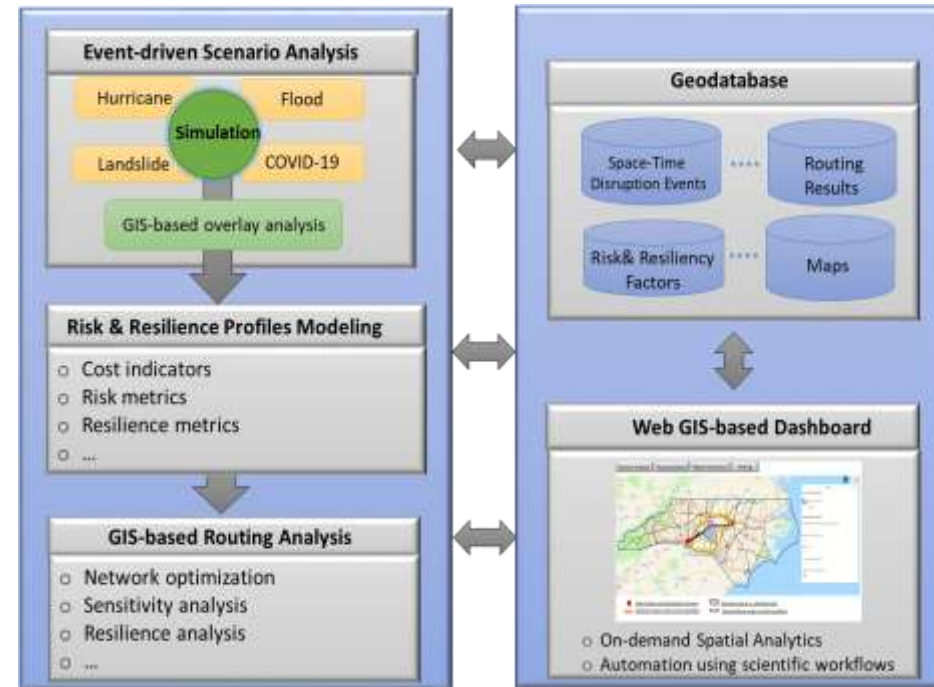 Event-driven Scenario Analysis
Hurricane
Flood
Simulation
Landslide
COVID-19
GIS-based overlay analysis
Risk & Resilience Profiles Modeling
o Cost indicators
o Risk metrics
o Resilience metrics
o ...
GIS-based Routing Analysis
o Network optimization
o Sensitivity analysis
o Resilience analysis
o ...
Geodatabase
Space-Time
Disruption Events
Routing
Results
Risk& Resiliency
Factors
Maps
Web GIS-based Dashboard
o On-demand Spatial Analytics
o Automation using scientific workflows